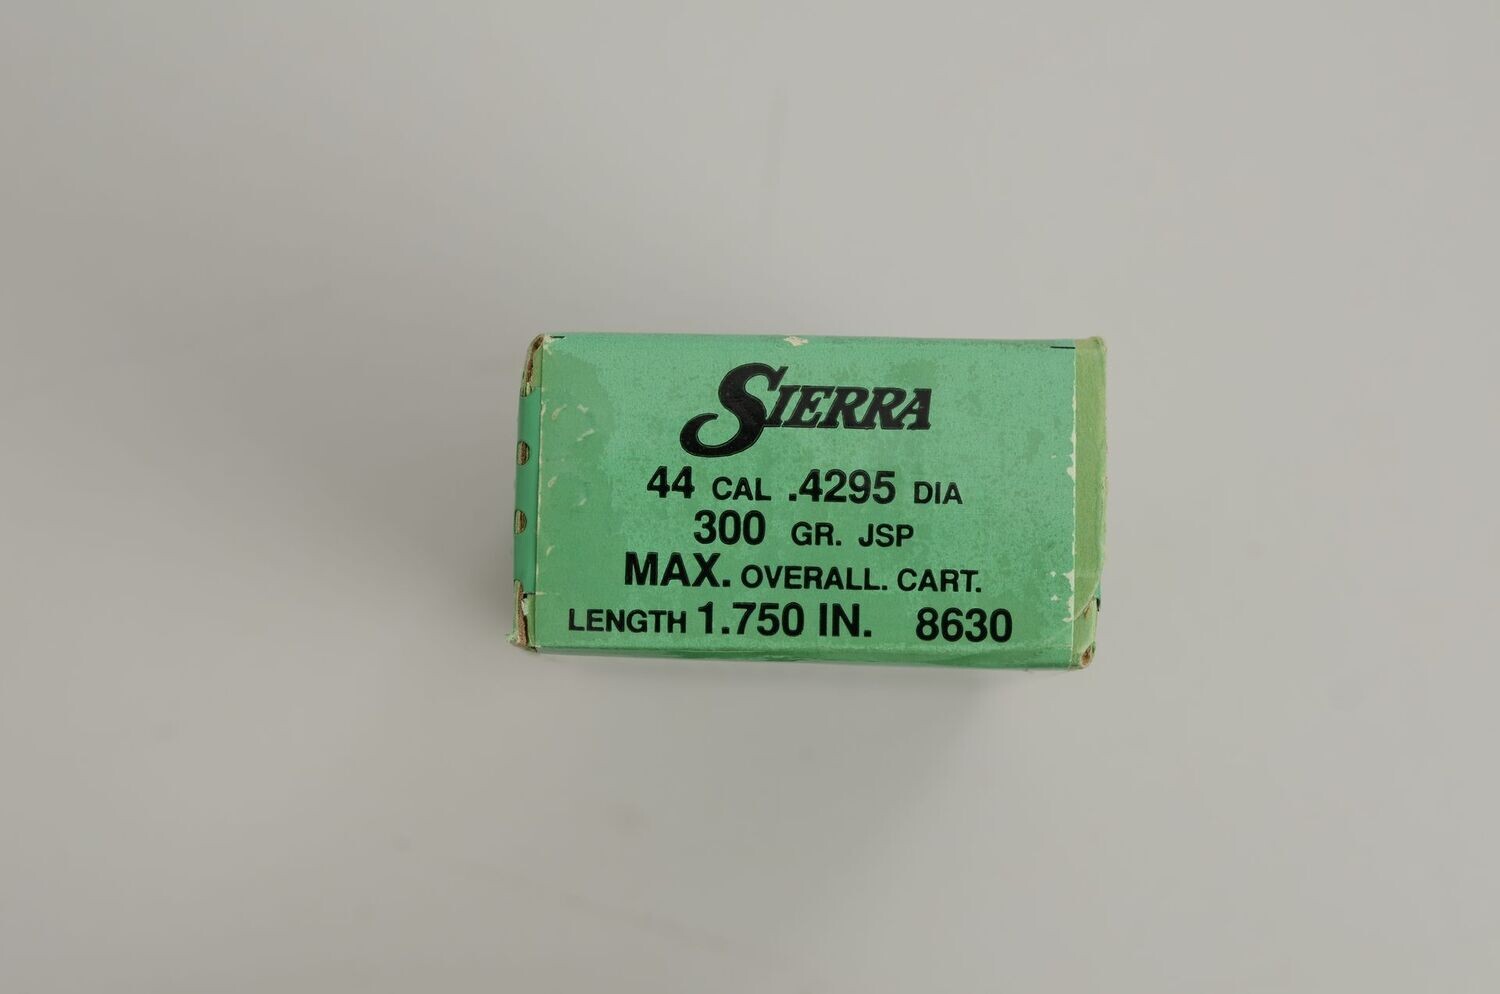 SIERRA
44 CAL .4295 DIA
300 GR. JSP
MAX. OVERALL. CART.
LENGTH 1.750 IN. 8630